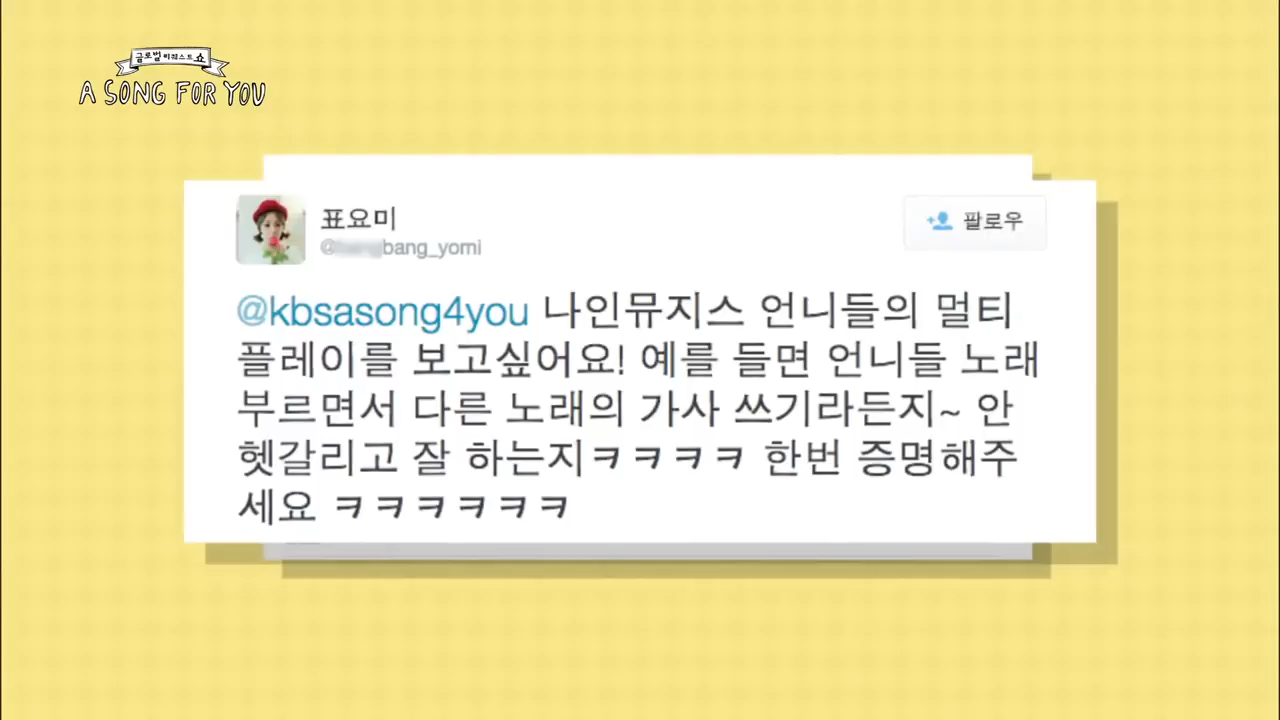 글로벌 리퀘스트 쇼
A SONG FOR YOU
표요미
bang_yomi
팔로우
@kbsasong4you 나인뮤지스 언니들의 멀티
플레이를 보고싶어요! 예를 들면 언니들 노래
부르면서 다른 노래의 가사 쓰기라든지~ 안
헷갈리고 잘 하는지ㅋㅋㅋㅋ 한번 증명해주
세요 ㅋㅋㅋㅋㅋㅋ